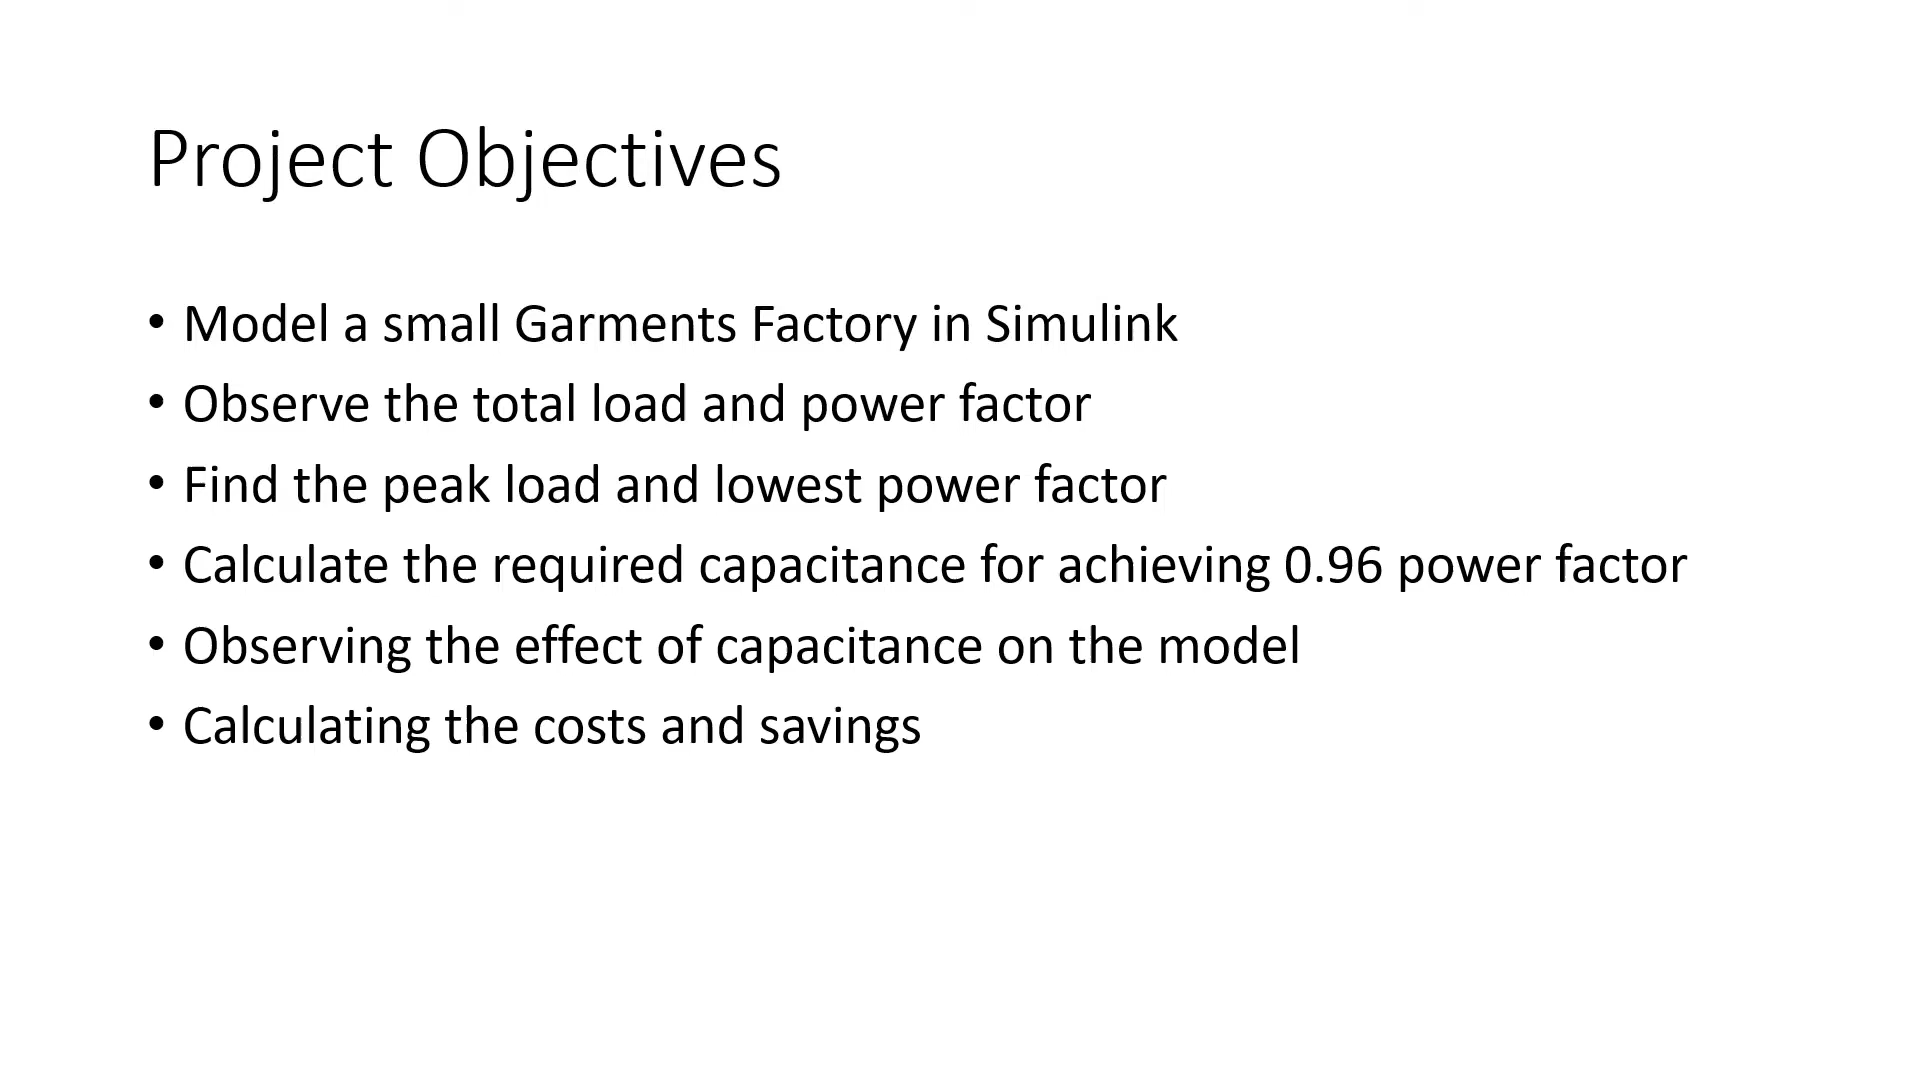 Project Objectives
• Model a small Garments Factory in Simulink
• Observe the total load and power factor
• Find the peak load and lowest power factor
• Calculate the required capacitance for achieving 0.96 power factor
• Observing the effect of capacitance on the model
• Calculating the costs and savings